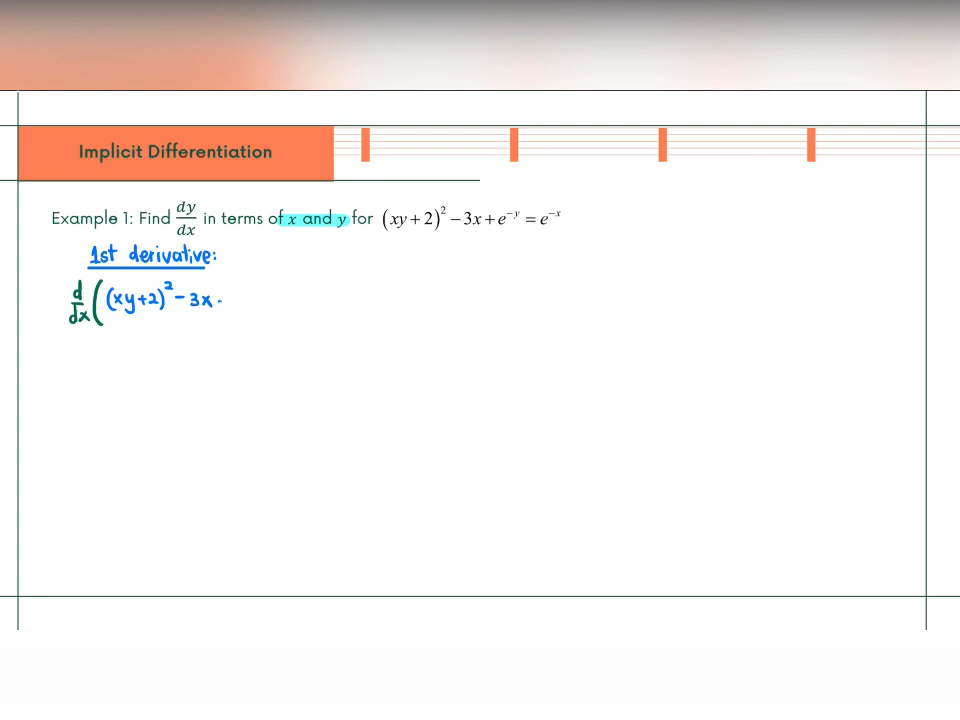 Implicit Differentiation
Example 1: Find dy/dx in terms of x and y for (xy + 2)² − 3x + e⁻ʸ = e⁻ˣ
1st derivative:
d/dx ((xy+2)² − 3x